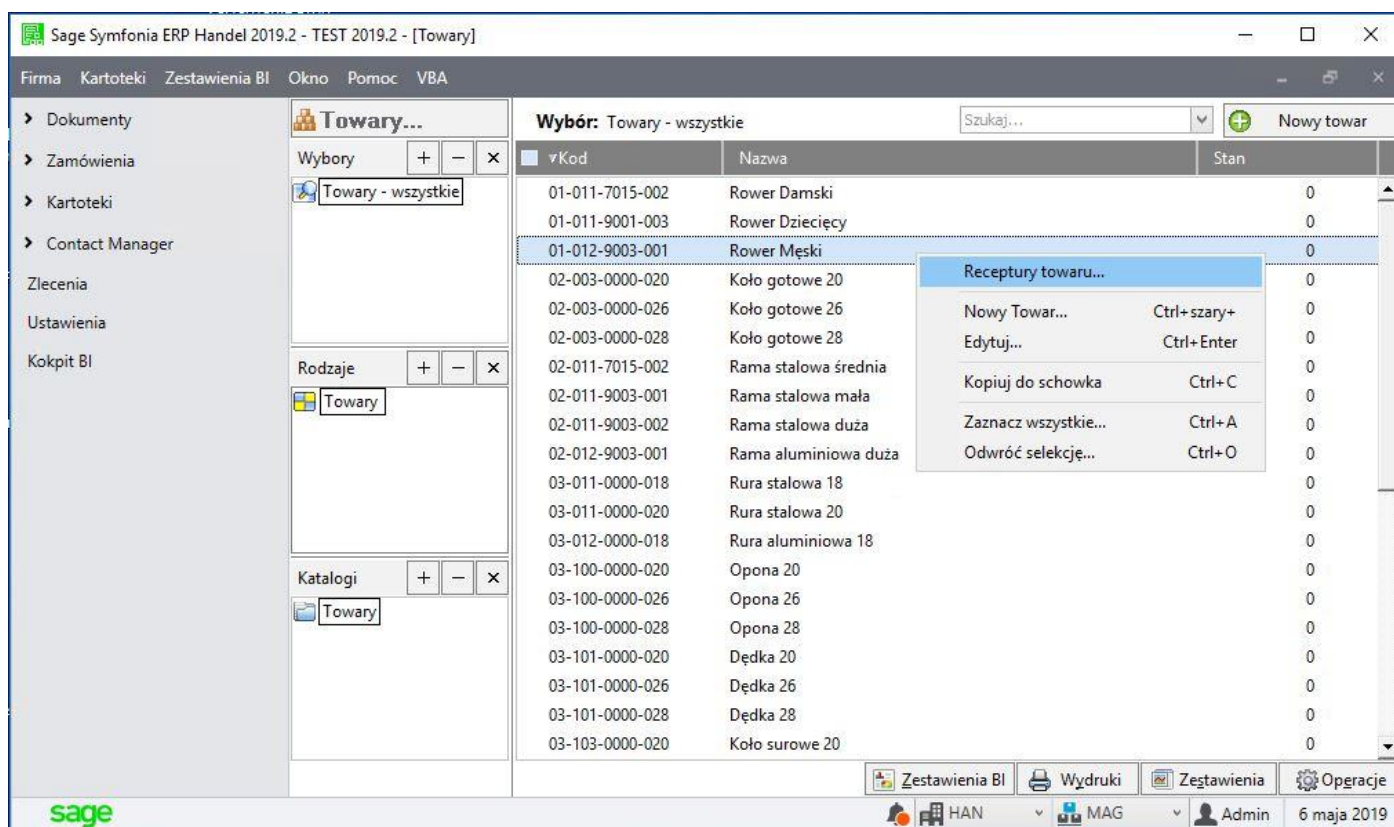 Sage Symfonia ERP Handel 2019.2 - TEST 2019.2 - [Towary]
Firma Kartoteki Zestawienia BI Okno Pomoc VBA
Dokumenty
Zamówienia
Kartoteki
Contact Manager
Zlecenia
Ustawienia
Kokpit BI
Towary...
Wybory
Towary - wszystkie
Rodzaje
Towary
Katalogi
Towary
Wybór: Towary - wszystkie Szukaj... Nowy towar
Kod Nazwa Stan
01-011-7015-002 Rower Damski 0
01-011-9001-003 Rower Dziecięcy 0
01-012-9003-001 Rower Męski 0
02-003-0000-020 Koło gotowe 20 0
02-003-0000-026 Koło gotowe 26 0
02-003-0000-028 Koło gotowe 28 0
02-011-7015-002 Rama stalowa średnia 0
02-011-9003-001 Rama stalowa mała 0
02-011-9003-002 Rama stalowa duża 0
02-012-9003-001 Rama aluminiowa duża 0
03-011-0000-018 Rura stalowa 18 0
03-011-0000-020 Rura stalowa 20 0
03-012-0000-018 Rura aluminiowa 18 0
03-100-0000-020 Opona 20 0
03-100-0000-026 Opona 26 0
03-100-0000-028 Opona 28 0
03-101-0000-020 Dędka 20 0
03-101-0000-026 Dędka 26 0
03-101-0000-028 Dędka 28 0
03-103-0000-020 Koło surowe 20 0
Receptury towaru...
Nowy Towar... Ctrl+szary+
Edytuj... Ctrl+Enter
Kopiuj do schowka Ctrl+C
Zaznacz wszystkie... Ctrl+A
Odwróć selekcję... Ctrl+O
Zestawienia BI Wydruki Zestawienia Operacje
sage HAN MAG Admin 6 maja 2019